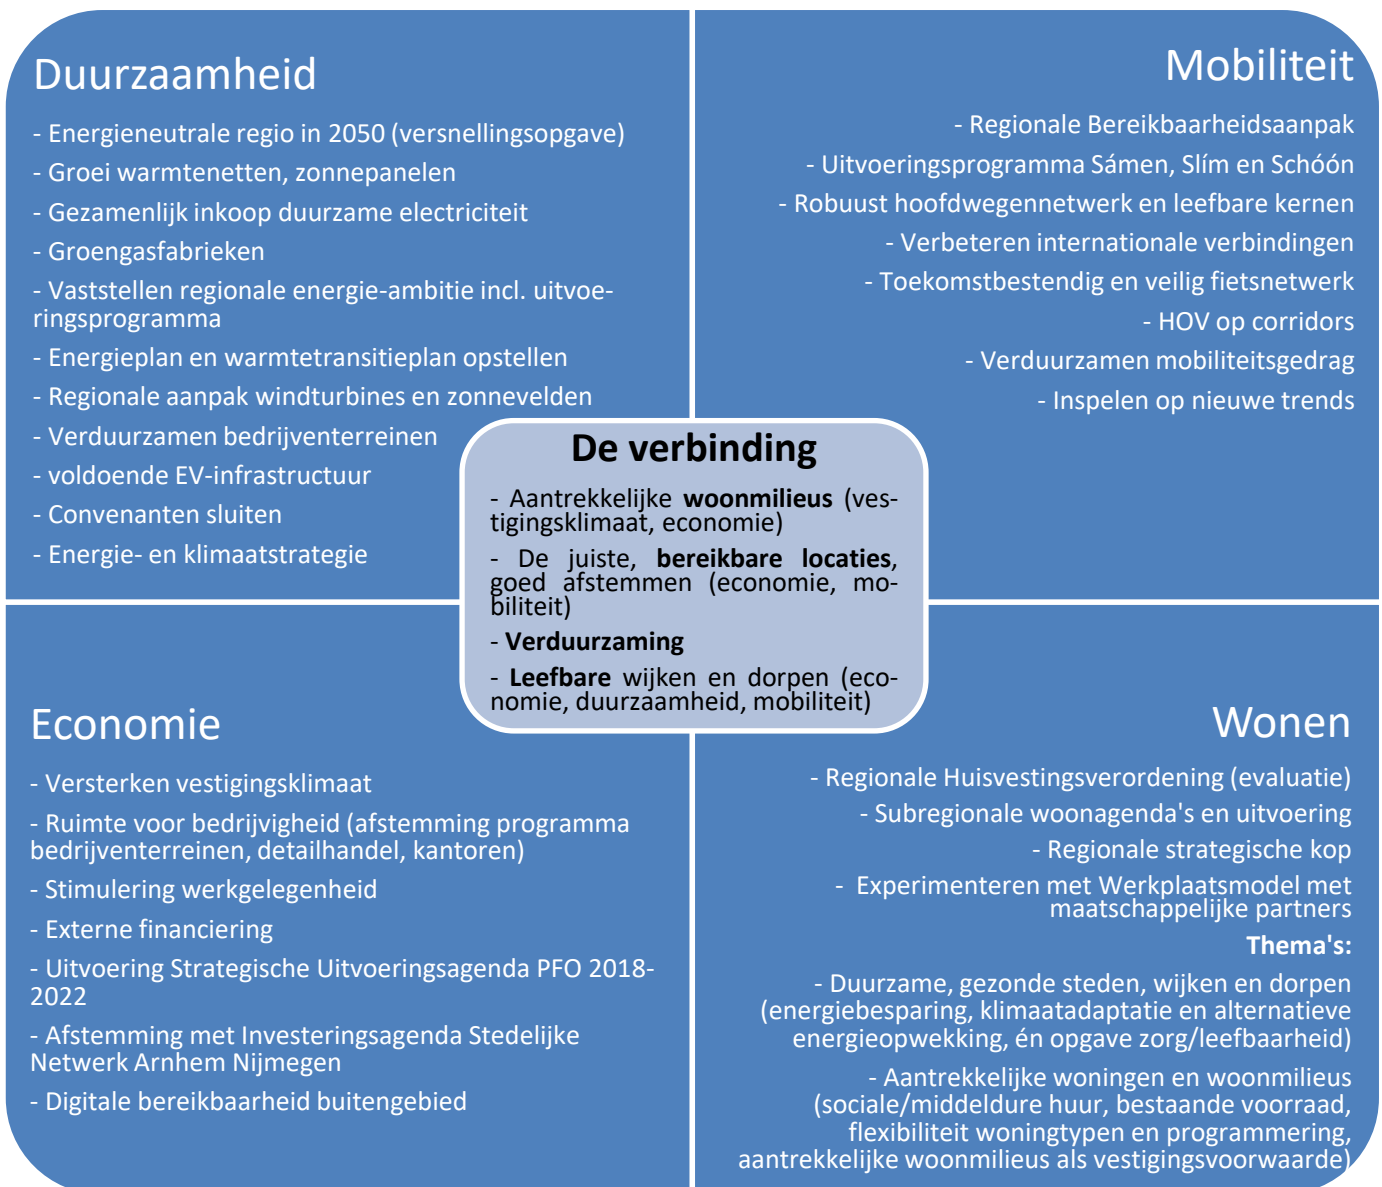 Duurzaamheid
- Energieneutrale regio in 2050 (versnellingsopgave)
- Groei warmtenetten, zonnepanelen
- Gezamenlijk inkoop duurzame electriciteit
- Groengasfabrieken
- Vaststellen regionale energie-ambitie incl. uitvoe-
ringsprogramma
- Energieplan en warmtetransitieplan opstellen
- Regionale aanpak windturbines en zonnevelden
- Verduurzamen bedrijventerreinen
- voldoende EV-infrastructuur
- Convenanten sluiten
- Energie- en klimaatstrategie
Mobiliteit
- Regionale Bereikbaarheidsaanpak
- Uitvoeringsprogramma Sámen, Slím en Schóón
- Robuust hoofdwegennetwerk en leefbare kernen
- Verbeteren internationale verbindingen
- Toekomstbestendig en veilig fietsnetwerk
- HOV op corridors
- Verduurzamen mobiliteitsgedrag
- Inspelen op nieuwe trends
De verbinding
- Aantrekkelijke woonmilieus (ves-
tigingsklimaat, economie)
- De juiste, bereikbare locaties,
goed afstemmen (economie, mo-
biliteit)
- Verduurzaming
- Leefbare wijken en dorpen (eco-
nomie, duurzaamheid, mobiliteit)
Economie
- Versterken vestigingsklimaat
- Ruimte voor bedrijvigheid (afstemming programma
bedrijventerreinen, detailhandel, kantoren)
- Stimulering werkgelegenheid
- Externe financiering
- Uitvoering Strategische Uitvoeringsagenda PFO 2018-
2022
- Afstemming met Investeringsagenda Stedelijke
Netwerk Arnhem Nijmegen
- Digitale bereikbaarheid buitengebied
Wonen
- Regionale Huisvestingsverordening (evaluatie)
- Subregionale woonagenda's en uitvoering
- Regionale strategische kop
- Experimenteren met Werkplaatsmodel met
maatschappelijke partners
Thema's:
- Duurzame, gezonde steden, wijken en dorpen
(energiebesparing, klimaatadaptatie en alternatieve
energieopwekking, én opgave zorg/leefbaarheid)
- Aantrekkelijke woningen en woonmilieus
(sociale/middeldure huur, bestaande voorraad,
flexibiliteit woningtypen en programmering,
aantrekkelijke woonmilieus als vestigingsvoorwaarde)